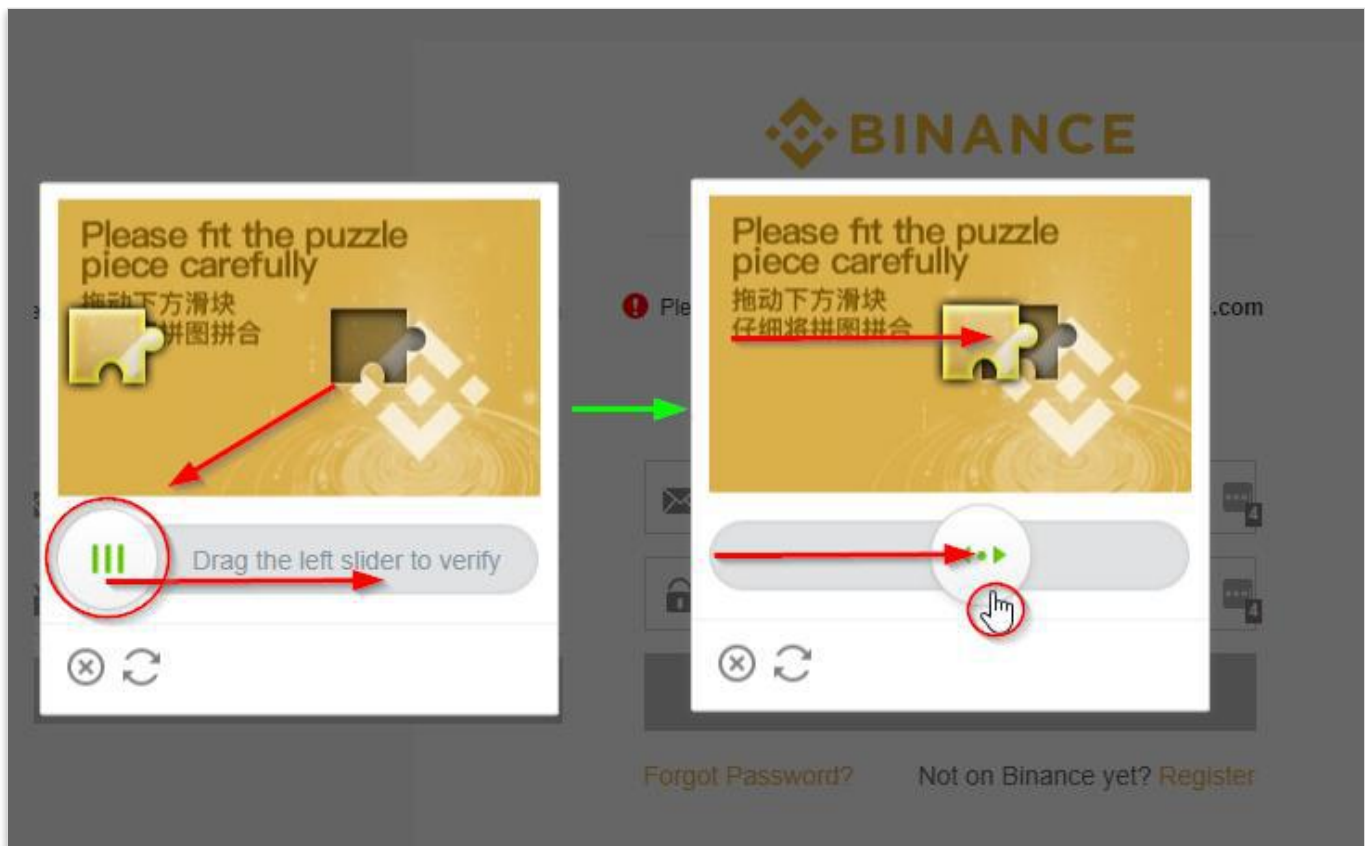 BINANCE
Please fit the puzzle
piece carefully
拖动下方滑块
拼图拼合
Drag the left slider to verify
Please fit the puzzle
piece carefully
拖动下方滑块
仔细将拼图拼合
Ple
.com
4
4
Forgot Password?
Not on Binance yet? Register